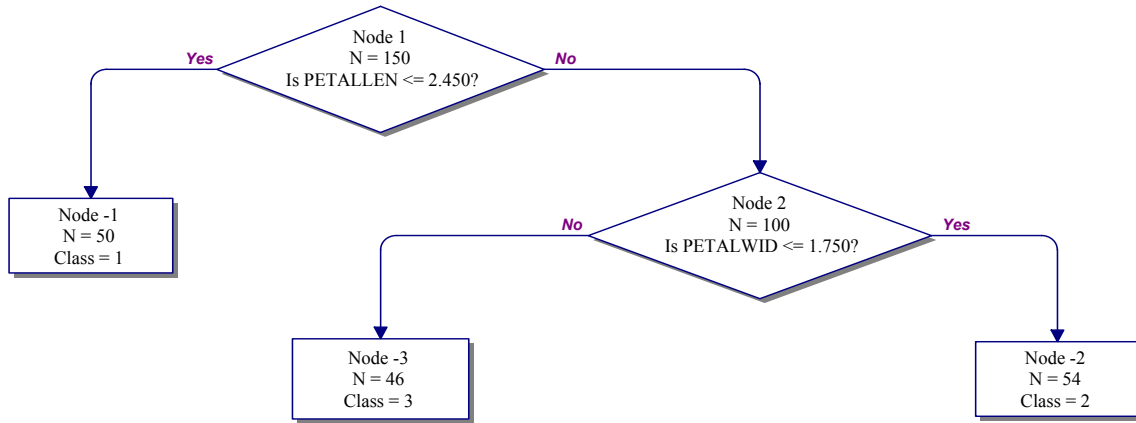 Node 1
N = 150
Is PETALLEN <= 2.450?
Yes
No
Node -1
N = 50
Class = 1
Node 2
N = 100
Is PETALWID <= 1.750?
No
Yes
Node -3
N = 46
Class = 3
Node -2
N = 54
Class = 2